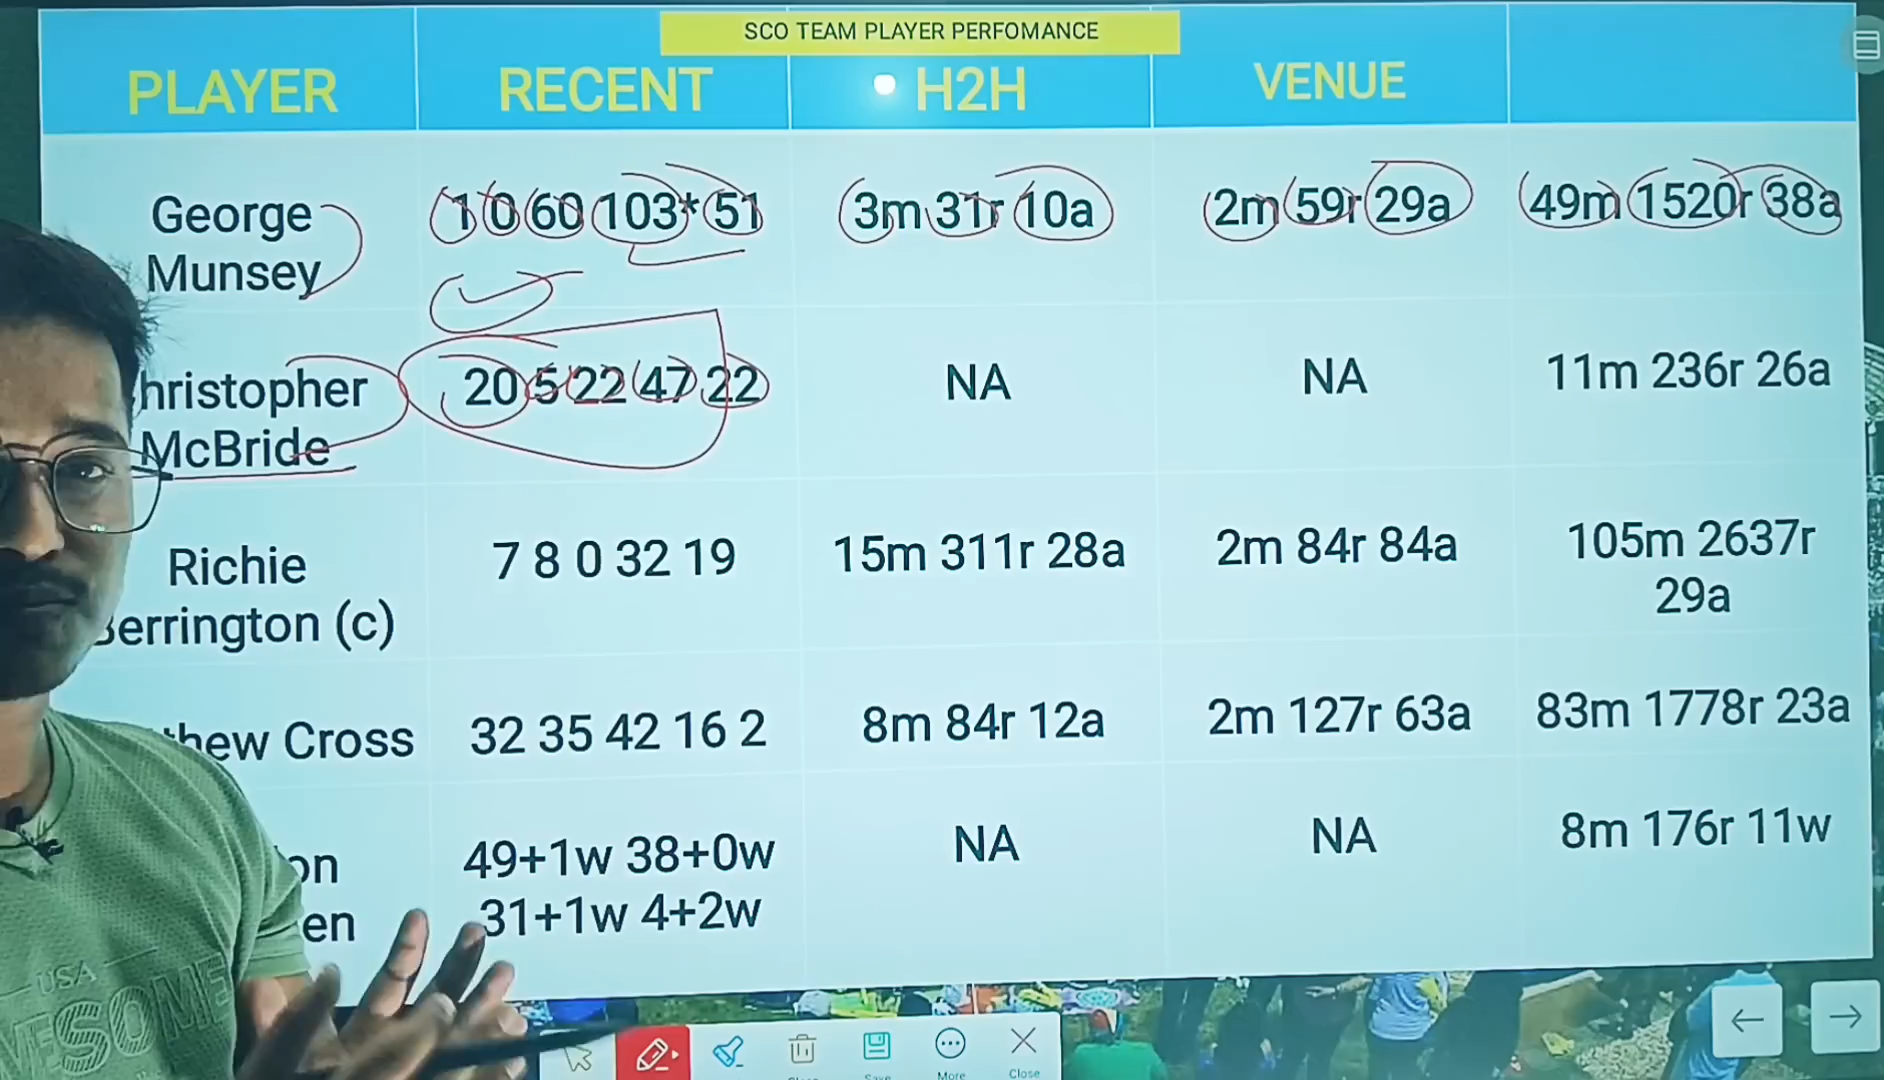 SCO TEAM PLAYER PERFOMANCE
PLAYER RECENT H2H VENUE
George Munsey
1 0 60 103* 51
3m 31r 10a
2m 59r 29a
49m 1520r 38a
hristopher
McBride
20 5 22 47 22
NA
NA
11m 236r 26a
Richie
errington (c)
7 8 0 32 19
15m 311r 28a
2m 84r 84a
105m 2637r
29a
hew Cross
32 35 42 16 2
8m 84r 12a
2m 127r 63a
83m 1778r 23a
on
en
49+1w 38+0w
31+1w 4+2w
NA
NA
8m 176r 11w
USA
ESOME
Save
More
Close